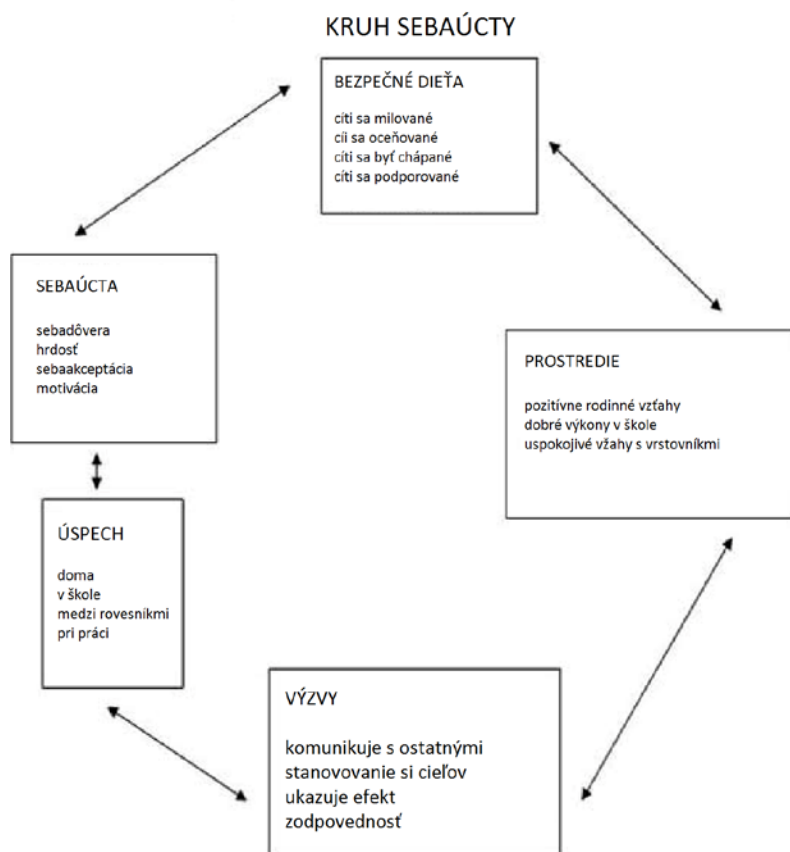 KRUH SEBAÚCTY
BEZPEČNÉ DIEŤA
cíti sa milované
cíi sa oceňované
cíti sa byť chápané
cíti sa podporované
SEBAÚCTA
sebadôvera
hrdosť
sebaakceptácia
motivácia
PROSTREDIE
pozitívne rodinné vzťahy
dobré výkony v škole
uspokojivé vžahy s vrstovníkmi
ÚSPECH
doma
v škole
medzi rovesníkmi
pri práci
VÝZVY
komunikuje s ostatnými
stanovovanie si cieľov
ukazuje efekt
zodpovednosť